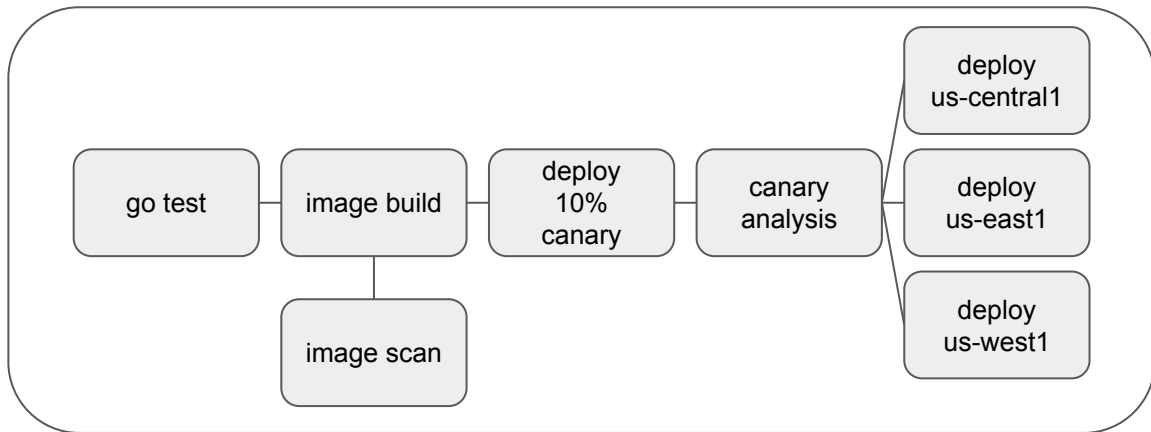 go test
image build
deploy
10%
canary
canary
analysis
deploy
us-central1
deploy
us-east1
deploy
us-west1
image scan